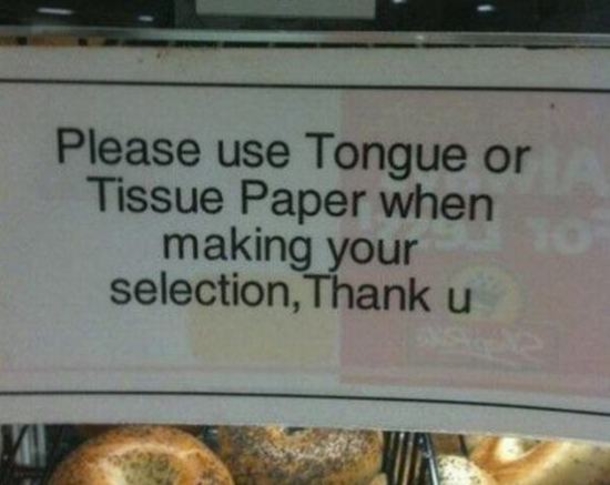 Please use Tongue or
Tissue Paper when
making your
selection,Thank u